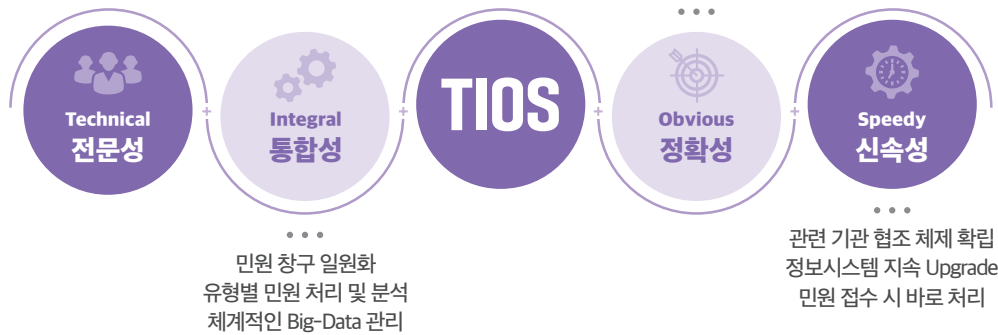 Technical
전문성
Integral
통합성
TIOS
Obvious
정확성
Speedy
신속성
민원 창구 일원화
유형별 민원 처리 및 분석
체계적인 Big-Data 관리
관련 기관 협조 체제 확립
정보시스템 지속 Upgrade
민원 접수 시 바로 처리